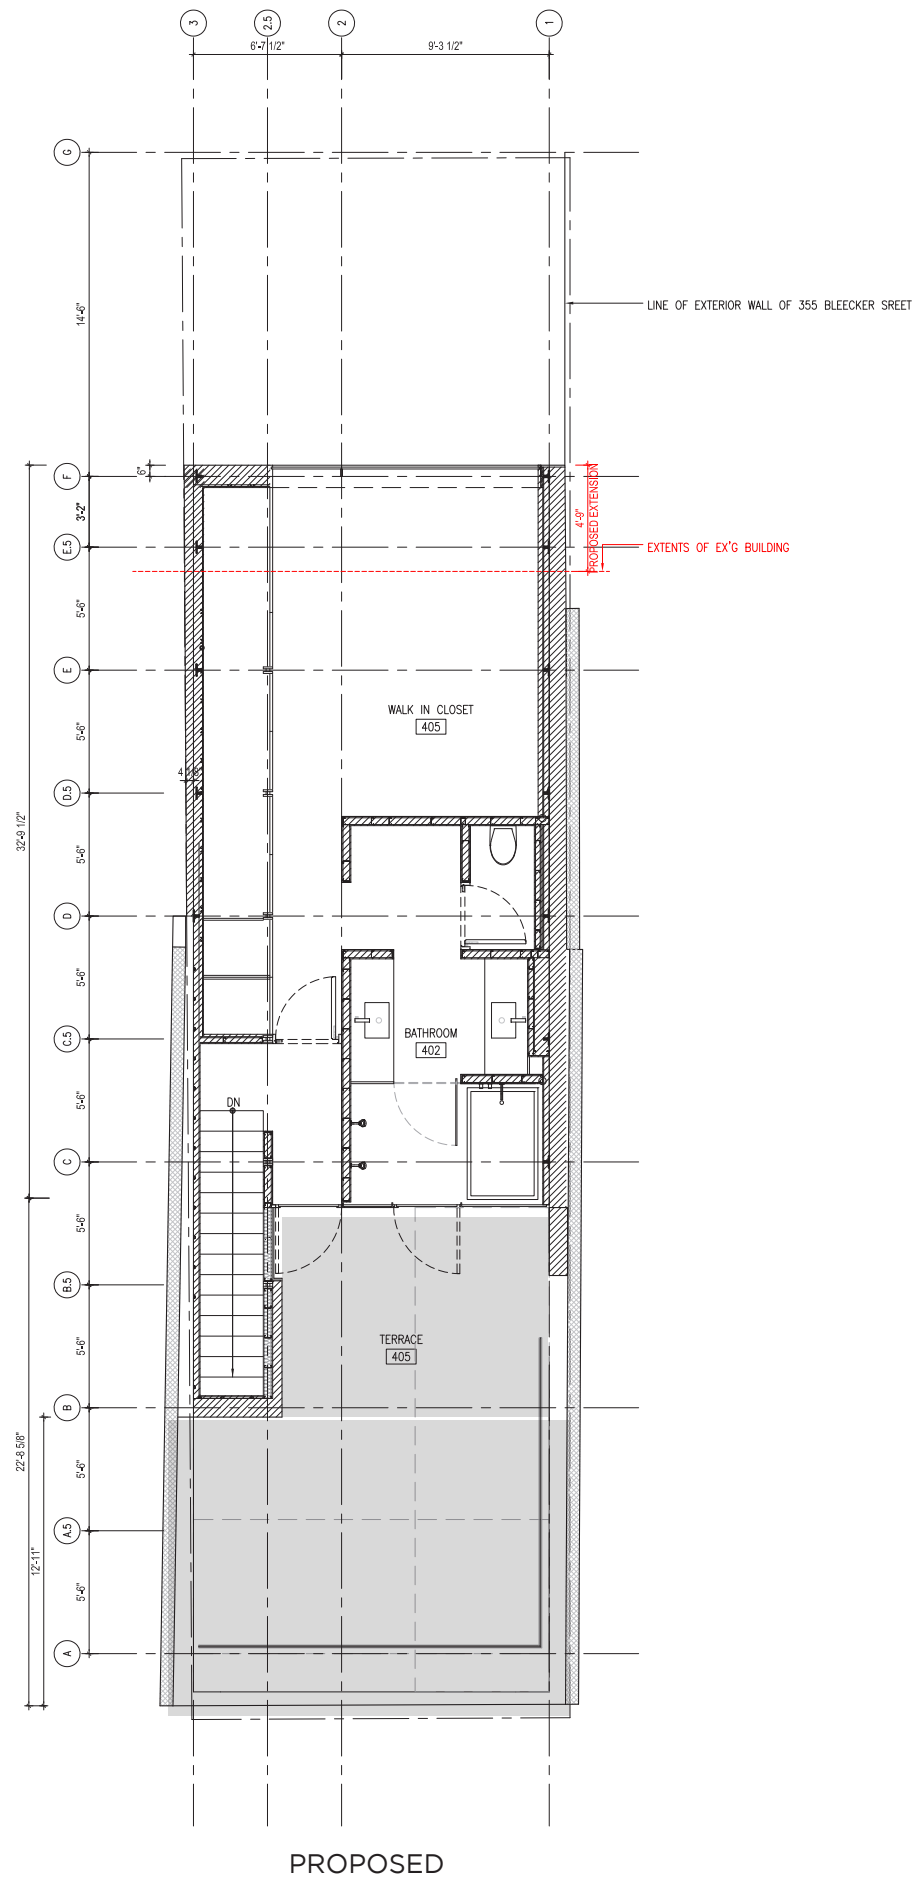 3
2.5
2
1
6'-7 1/2"
9'-3 1/2"
G
14'-6"
LINE OF EXTERIOR WALL OF 355 BLEECKER SREET
6"
F
3'-2"
4'-9"
PROPOSED EXTENSION
E.5
EXTENTS OF EX'G BUILDING
5'-6"
E
WALK IN CLOSET
405
5'-6"
D.5
32'-9 1/2"
5'-6"
D
5'-6"
C.5
BATHROOM
402
5'-6"
DN
C
5'-6"
B.5
TERRACE
405
5'-6"
B
22'-8 5/8"
5'-6"
A.5
12'-11"
5'-6"
A
PROPOSED